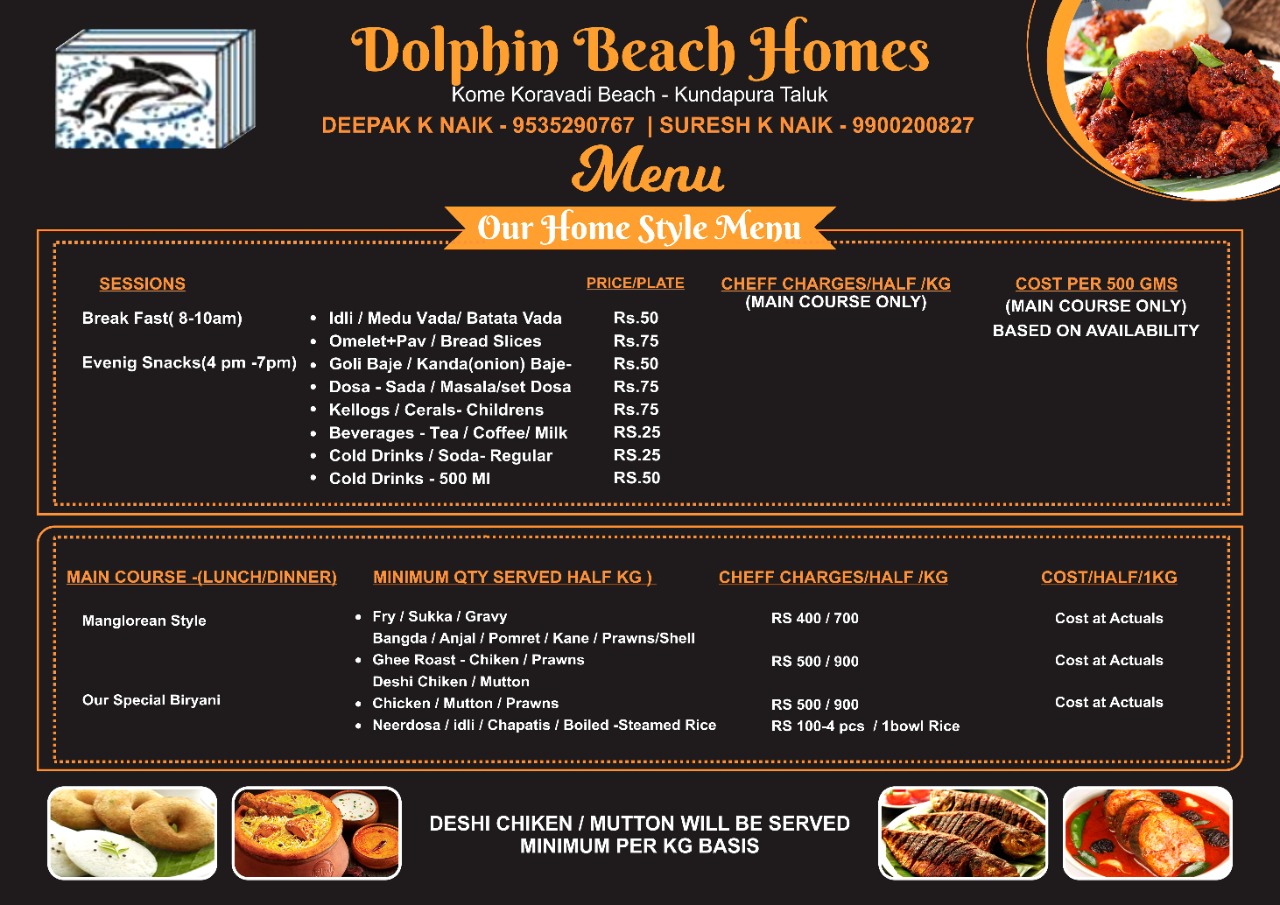 Dolphin Beach Homes
Kome Koravadi Beach - Kundapura Taluk
DEEPAK K NAIK - 9535290767 | SURESH K NAIK - 9900200827
Menu
Our Home Style Menu
SESSIONS PRICE/PLATE CHEFF CHARGES/HALF /KG COST PER 500 GMS
(MAIN COURSE ONLY) (MAIN COURSE ONLY)
BASED ON AVAILABILITY
Break Fast( 8-10am) • Idli / Medu Vada/ Batata Vada Rs.50
• Omelet+Pav / Bread Slices Rs.75
Evenig Snacks(4 pm -7pm) • Goli Baje / Kanda(onion) Baje- Rs.50
• Dosa - Sada / Masala/set Dosa Rs.75
• Kellogs / Cerals- Childrens Rs.75
• Beverages - Tea / Coffee/ Milk RS.25
• Cold Drinks / Soda- Regular RS.25
• Cold Drinks - 500 Ml RS.50
MAIN COURSE -(LUNCH/DINNER) MINIMUM QTY SERVED HALF KG ) CHEFF CHARGES/HALF /KG COST/HALF/1KG
Manglorean Style • Fry / Sukka / Gravy RS 400 / 700 Cost at Actuals
Bangda / Anjal / Pomret / Kane / Prawns/Shell
• Ghee Roast - Chiken / Prawns RS 500 / 900 Cost at Actuals
Deshi Chiken / Mutton
Our Special Biryani • Chicken / Mutton / Prawns RS 500 / 900 Cost at Actuals
• Neerdosa / idli / Chapatis / Boiled -Steamed Rice RS 100-4 pcs / 1bowl Rice
DESHI CHIKEN / MUTTON WILL BE SERVED
MINIMUM PER KG BASIS